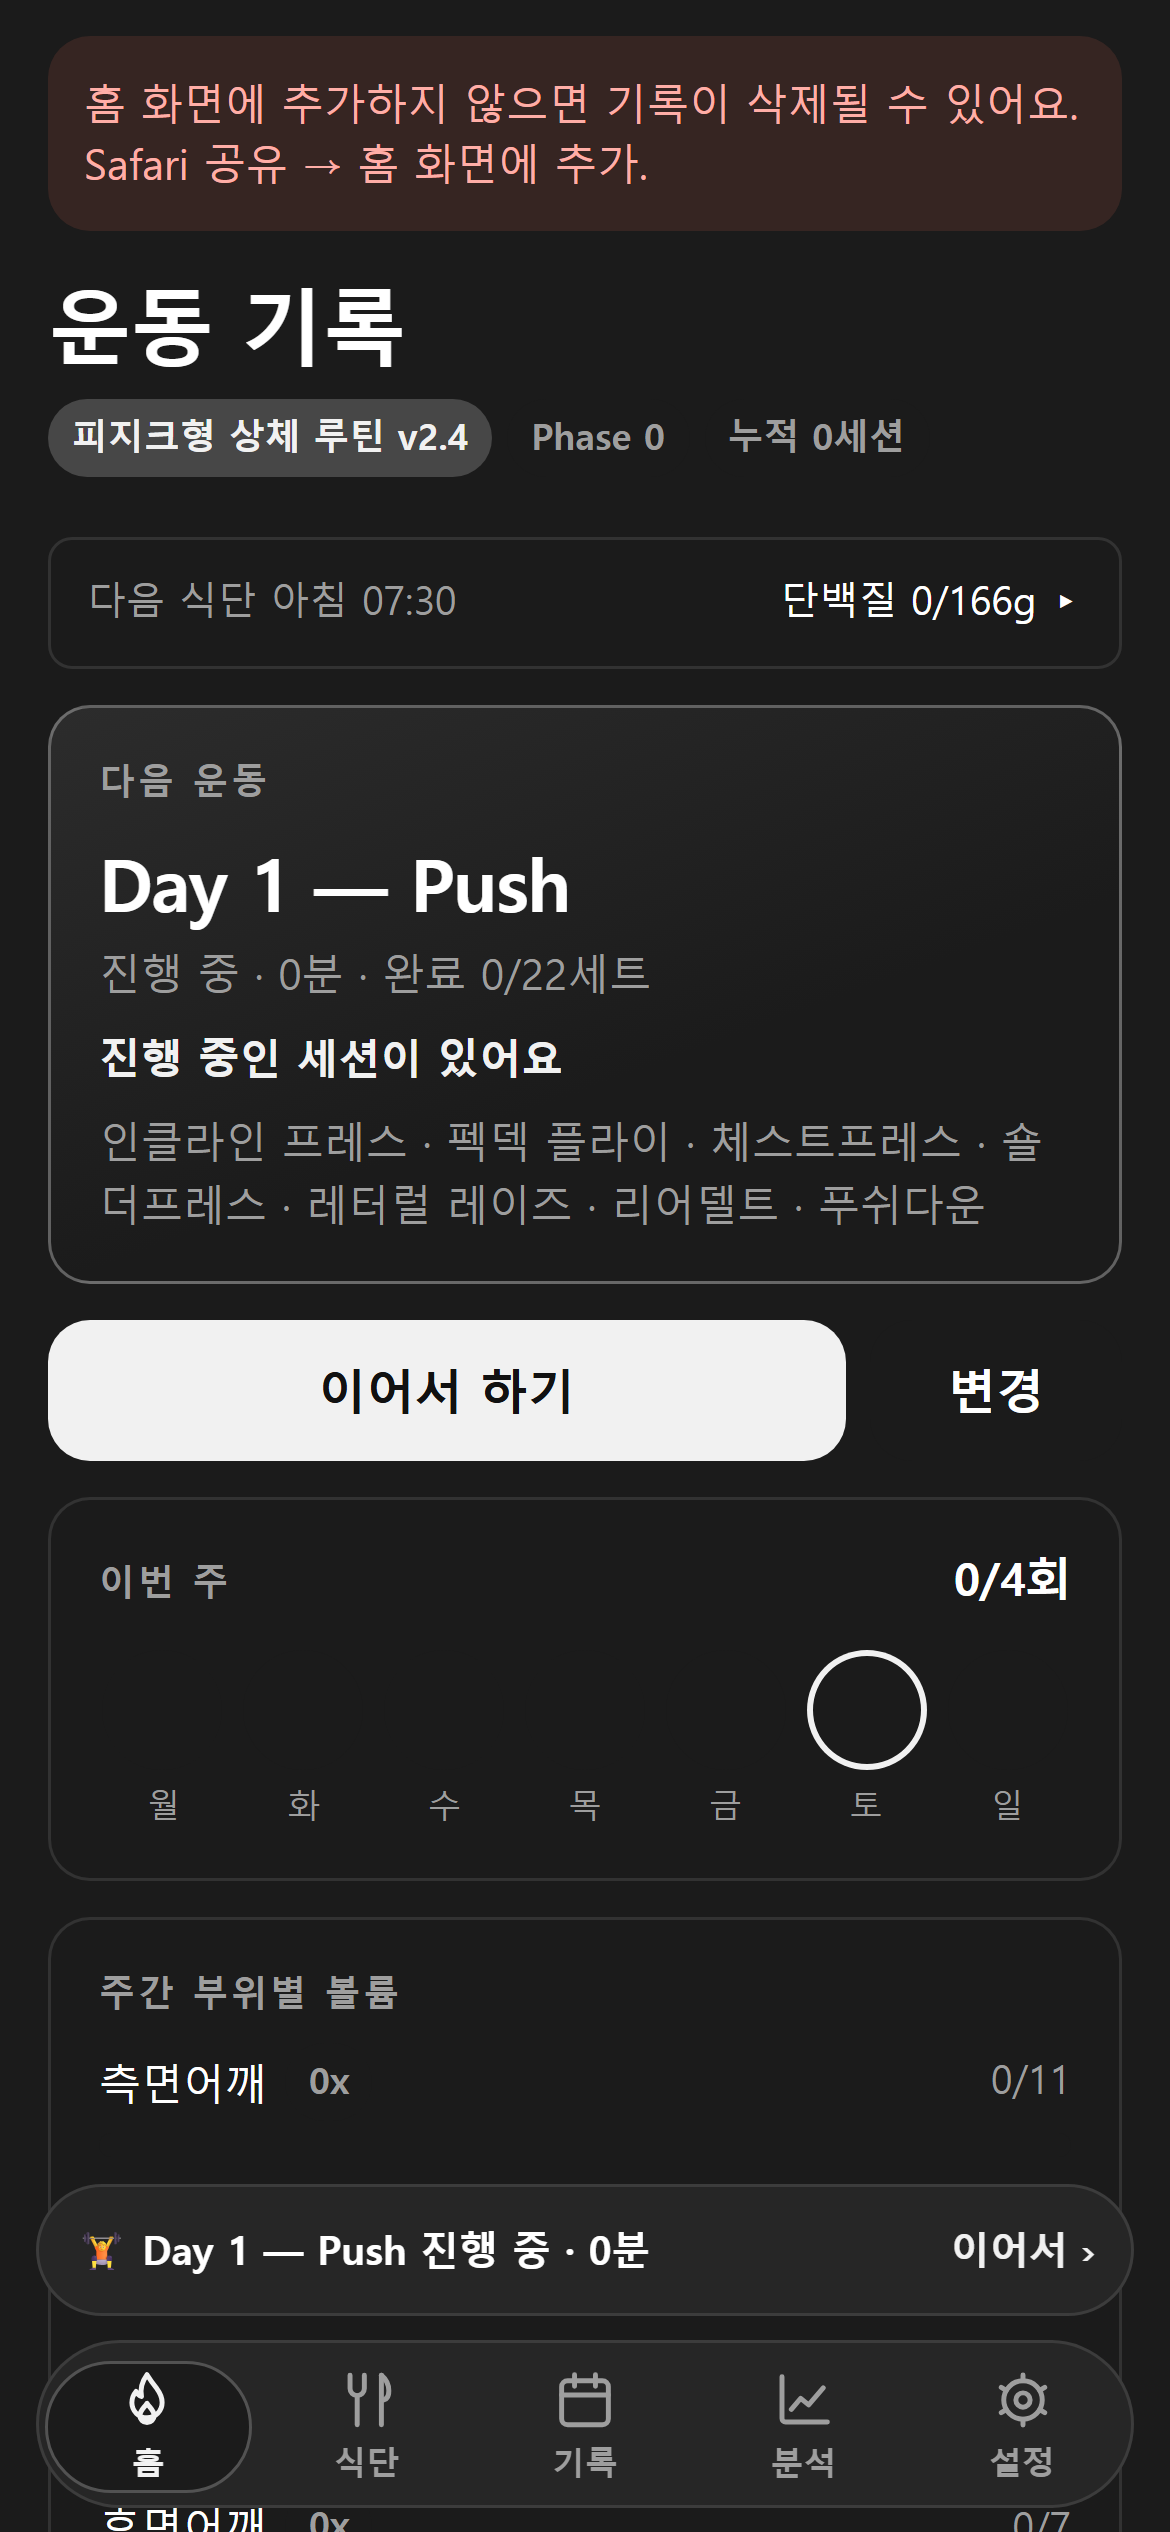 홈 화면에 추가하지 않으면 기록이 삭제될 수 있어요.
Safari 공유 → 홈 화면에 추가.
운동 기록
피지크형 상체 루틴 v2.4 Phase 0 누적 0세션
다음 식단 아침 07:30 단백질 0/166g ▸
다음 운동
Day 1 — Push
진행 중 · 0분 · 완료 0/22세트
진행 중인 세션이 있어요
인클라인 프레스 · 펙덱 플라이 · 체스트프레스 · 숄
더프레스 · 레터럴 레이즈 · 리어델트 · 푸쉬다운
이어서 하기 변경
이번 주 0/4회
월 화 수 목 금 토 일
주간 부위별 볼륨
측면어깨 0x 0/11
Day 1 — Push 진행 중 · 0분 이어서 ›
홈 식단 기록 분석 설정
후면어깨 0x 0/7